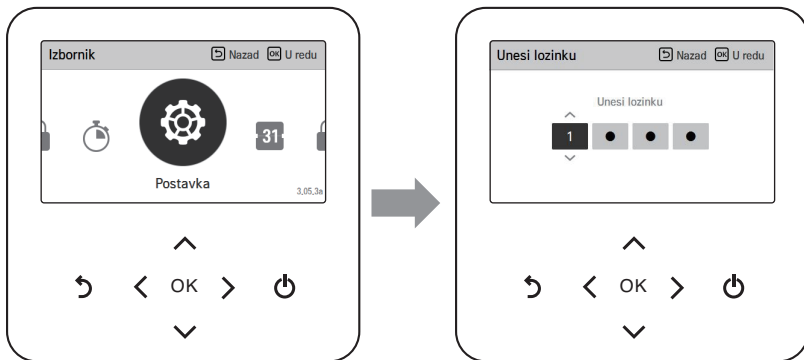 Izbornik Nazad OK U redu
31
Postavka
3,05,3a
OK
Unesi lozinku Nazad OK U redu
Unesi lozinku
1
OK